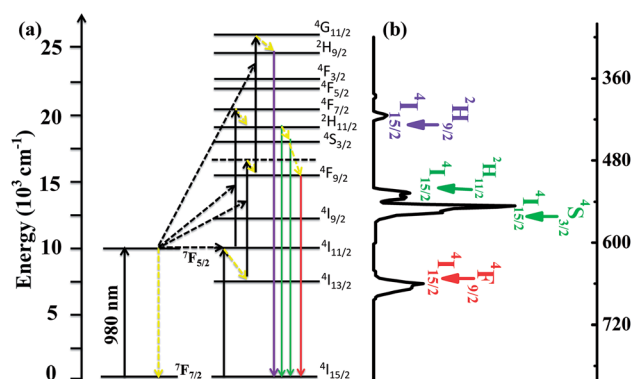 (a)
Energy (10³ cm⁻¹)
25
20
15
10
5
0
980 nm
⁷F₅/₂
⁷F₇/₂
⁴G₁₁/₂
²H₉/₂
⁴F₃/₂
⁴F₅/₂
⁴F₇/₂
²H₁₁/₂
⁴S₃/₂
⁴F₉/₂
⁴I₉/₂
⁴I₁₁/₂
⁴I₁₃/₂
⁴I₁₅/₂
(b)
360
480
600
720
²H₉/₂ → ⁴I₁₅/₂
²H₁₁/₂ → ⁴I₁₅/₂
⁴S₃/₂ → ⁴I₁₅/₂
⁴F₉/₂ → ⁴I₁₅/₂